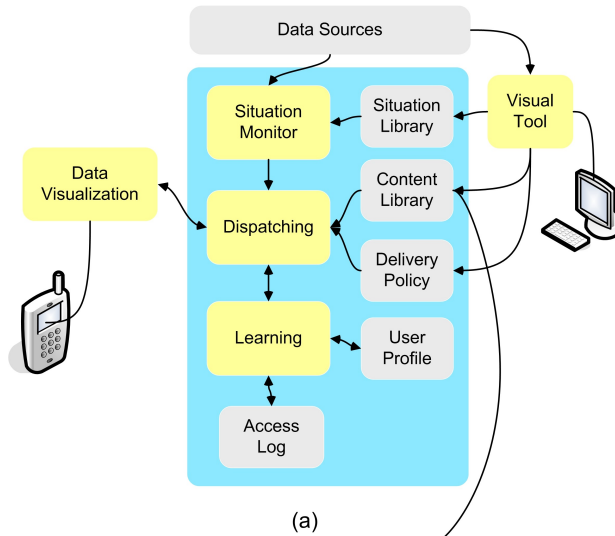 Data Sources
Situation
Monitor
Situation
Library
Visual
Tool
Data
Visualization
Content
Library
Dispatching
Delivery
Policy
Learning
User
Profile
Access
Log
(a)